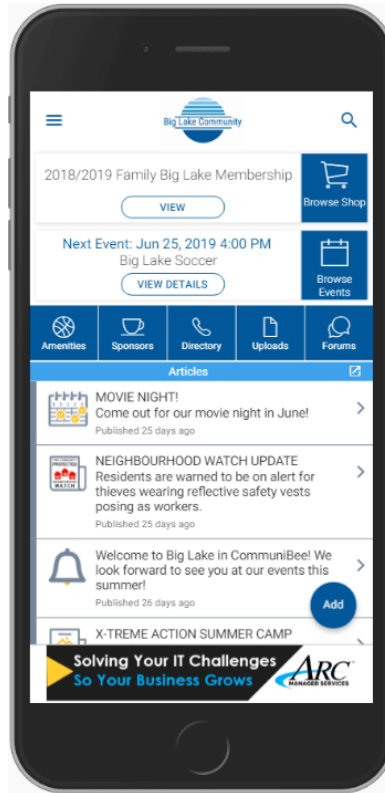 Big Lake Community
2018/2019 Family Big Lake Membership
VIEW
Browse Shop
Next Event: Jun 25, 2019 4:00 PM
Big Lake Soccer
VIEW DETAILS
Browse
Events
Amenities
Sponsors
Directory
Uploads
Forums
Articles
MOVIE NIGHT!
Come out for our movie night in June!
Published 25 days ago
NEIGHBOURHOOD WATCH UPDATE
Residents are warned to be on alert for
thieves wearing reflective safety vests
posing as workers.
Published 25 days ago
WATCH
Welcome to Big Lake in CommuniBee! We
look forward to see you at our events this
summer!
Published 26 days ago
Add
X-TREME ACTION SUMMER CAMP
Solving Your IT Challenges
So Your Business Grows
ARC
MANAGER SERVICES